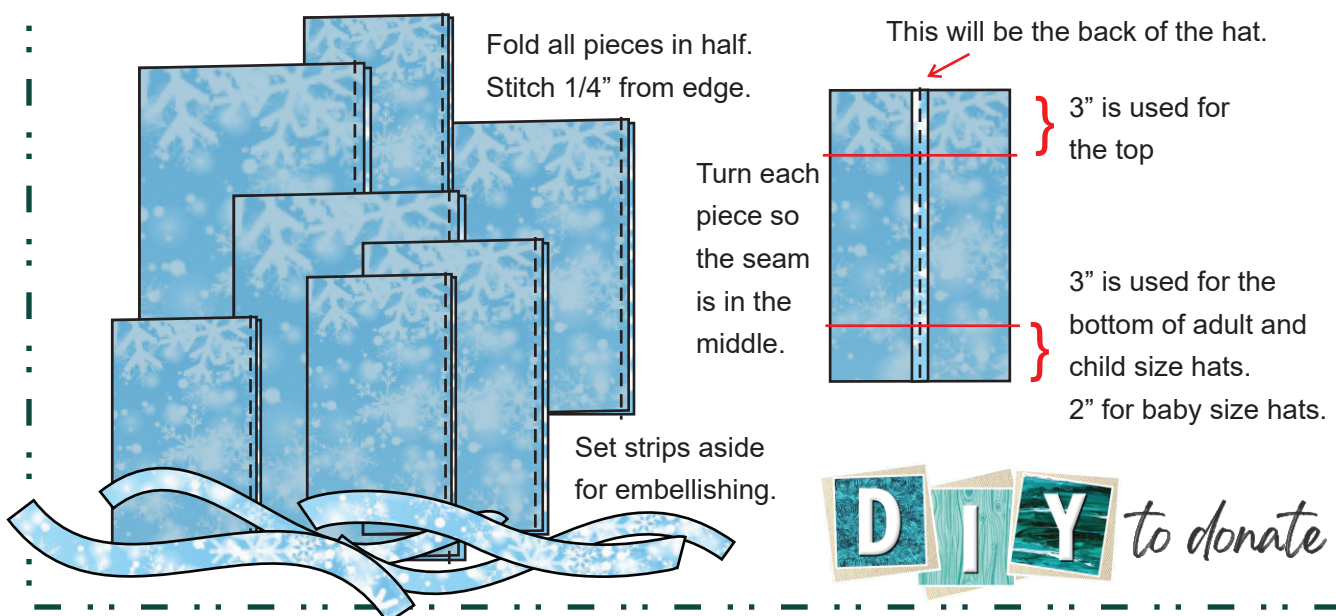 Fold all pieces in half.
Stitch 1/4” from edge.
This will be the back of the hat.
3” is used for
the top
Turn each
piece so
the seam
is in the
middle.
3” is used for the
bottom of adult and
child size hats.
2” for baby size hats.
Set strips aside
for embellishing.
DIY to donate